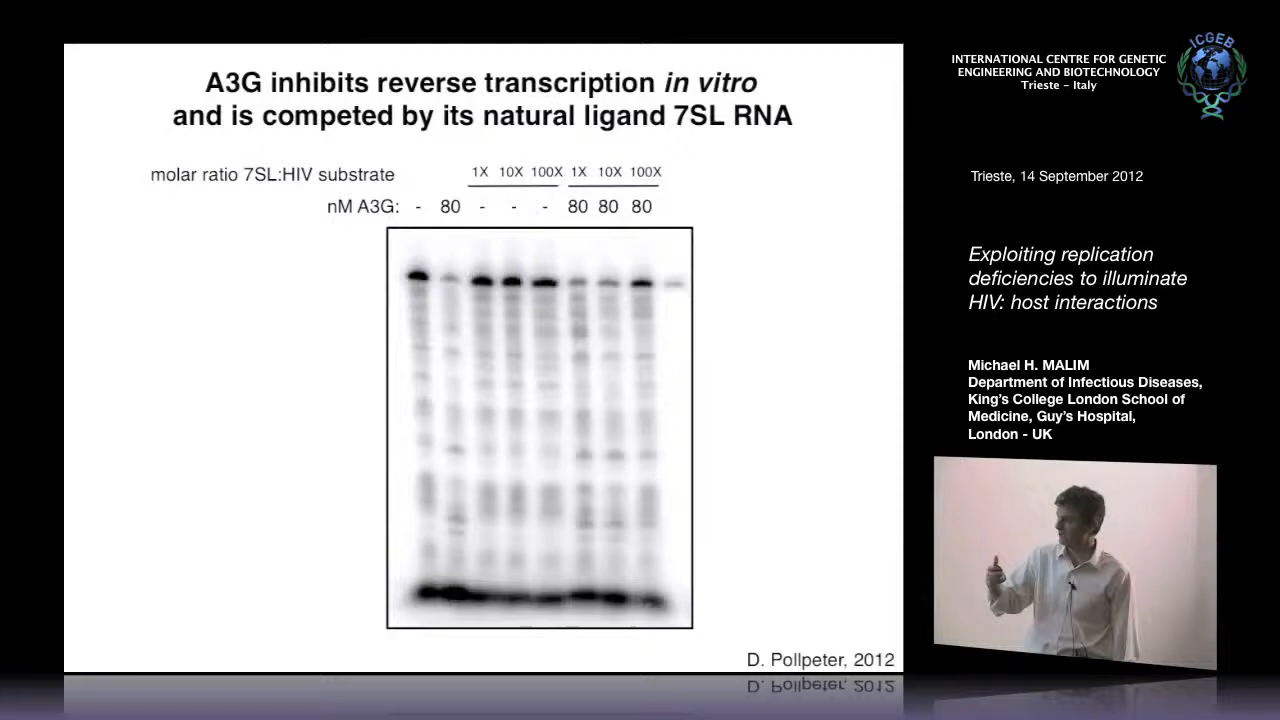 A3G inhibits reverse transcription in vitro
and is competed by its natural ligand 7SL RNA
molar ratio 7SL:HIV substrate 1X 10X 100X 1X 10X 100X
nM A3G: - 80 - - - 80 80 80
D. Pollpeter, 2012
INTERNATIONAL CENTRE FOR GENETIC
ENGINEERING AND BIOTECHNOLOGY
Trieste - Italy
ICGEB
Trieste, 14 September 2012
Exploiting replication
deficiencies to illuminate
HIV: host interactions
Michael H. MALIM
Department of Infectious Diseases,
King's College London School of
Medicine, Guy's Hospital,
London - UK